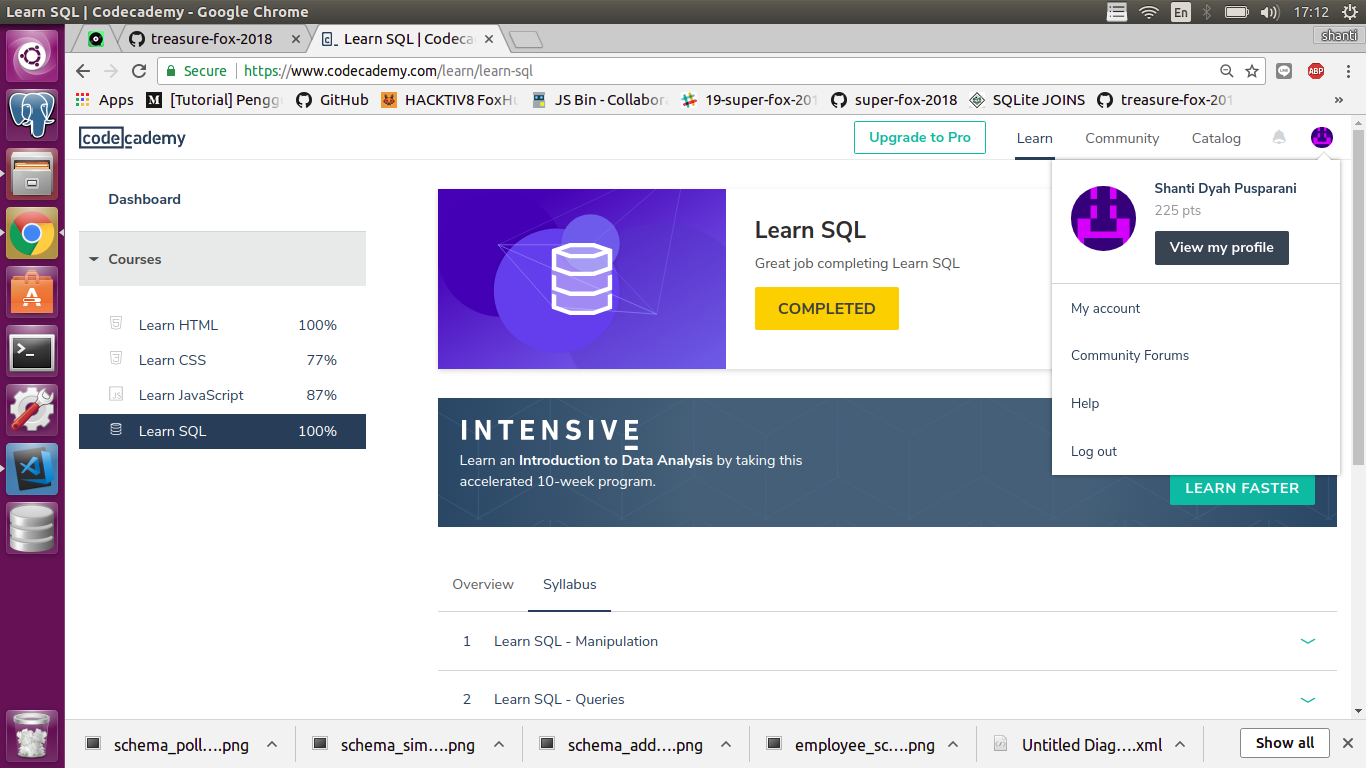 Learn SQL | Codecademy - Google Chrome
En
17:12
treasure-fox-2018
Learn SQL | Codeca
shanti
Secure
https://www.codecademy.com/learn/learn-sql
ABP
Apps
[Tutorial] Pengg
GitHub
HACKTIV8 FoxHu
JS Bin - Collabora
19-super-fox-201
super-fox-2018
SQLite JOINS
treasure-fox-201
»
codecademy
Upgrade to Pro
Learn
Community
Catalog
Shanti Dyah Pusparani
225 pts
View my profile
My account
Community Forums
Help
Log out
Dashboard
Courses
Learn HTML 100%
Learn CSS 77%
Learn JavaScript 87%
Learn SQL 100%
Learn SQL
Great job completing Learn SQL
COMPLETED
INTENSIVE
Learn an Introduction to Data Analysis by taking this
accelerated 10-week program.
LEARN FASTER
Overview
Syllabus
1 Learn SQL - Manipulation
2 Learn SQL - Queries
schema_poll....png
schema_sim....png
schema_add....png
employee_sc....png
Untitled Diag....xml
Show all